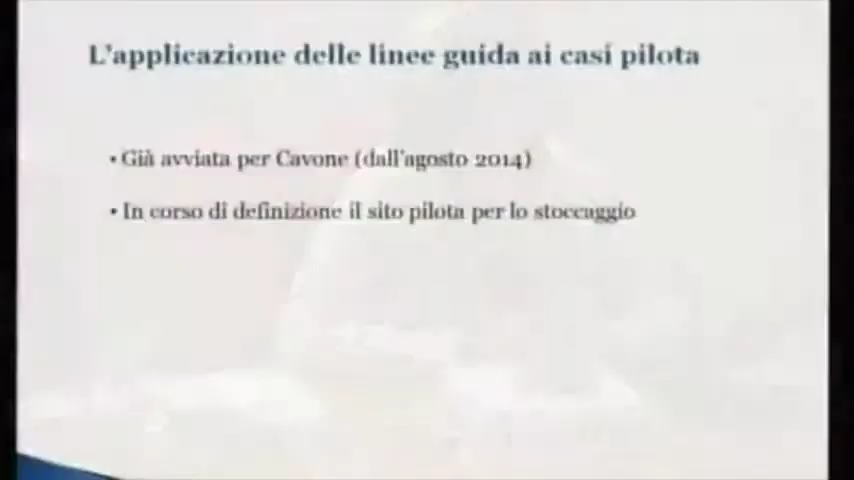 L'applicazione delle linee guida ai casi pilota
• Già avviata per Cavone (dall'agosto 2014)
• In corso di definizione il sito pilota per lo stoccaggio